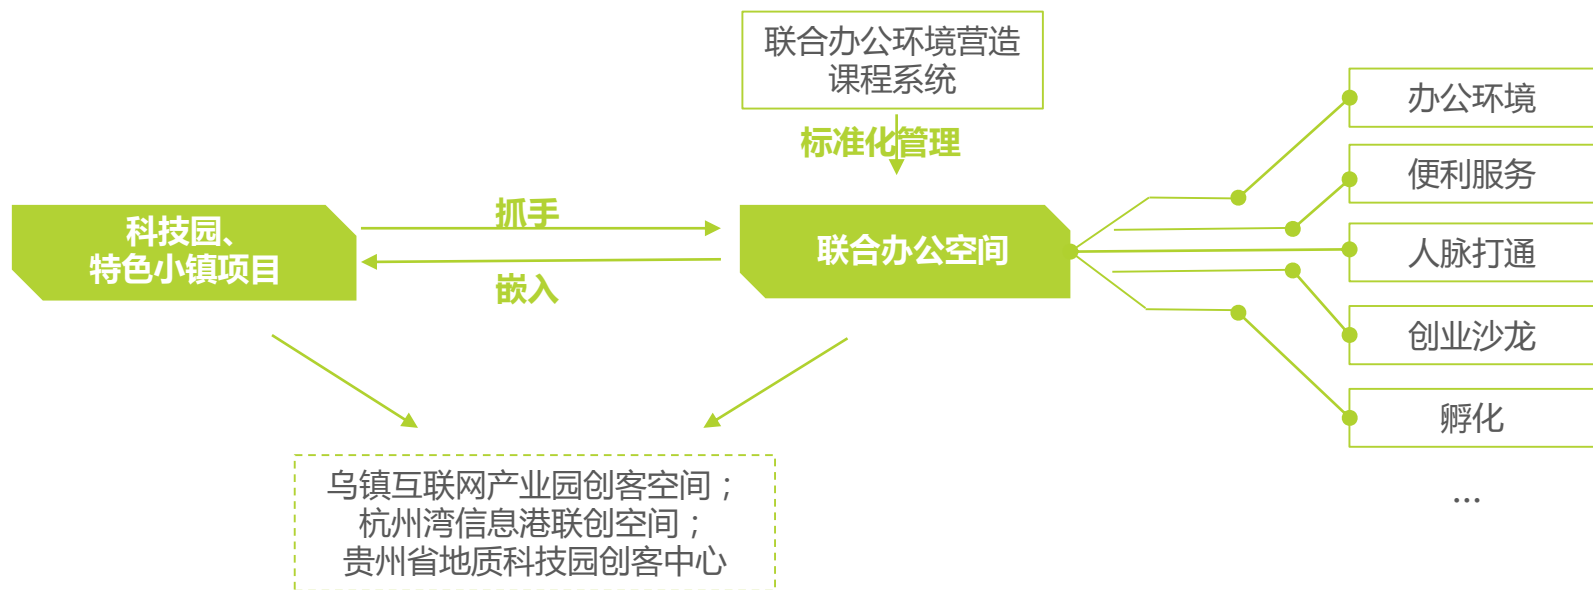 联合办公环境营造
课程系统
标准化管理
办公环境
便利服务
人脉打通
创业沙龙
孵化
...
科技园、
特色小镇项目
抓手
嵌入
联合办公空间
乌镇互联网产业园创客空间；
杭州湾信息港联创空间；
贵州省地质科技园创客中心